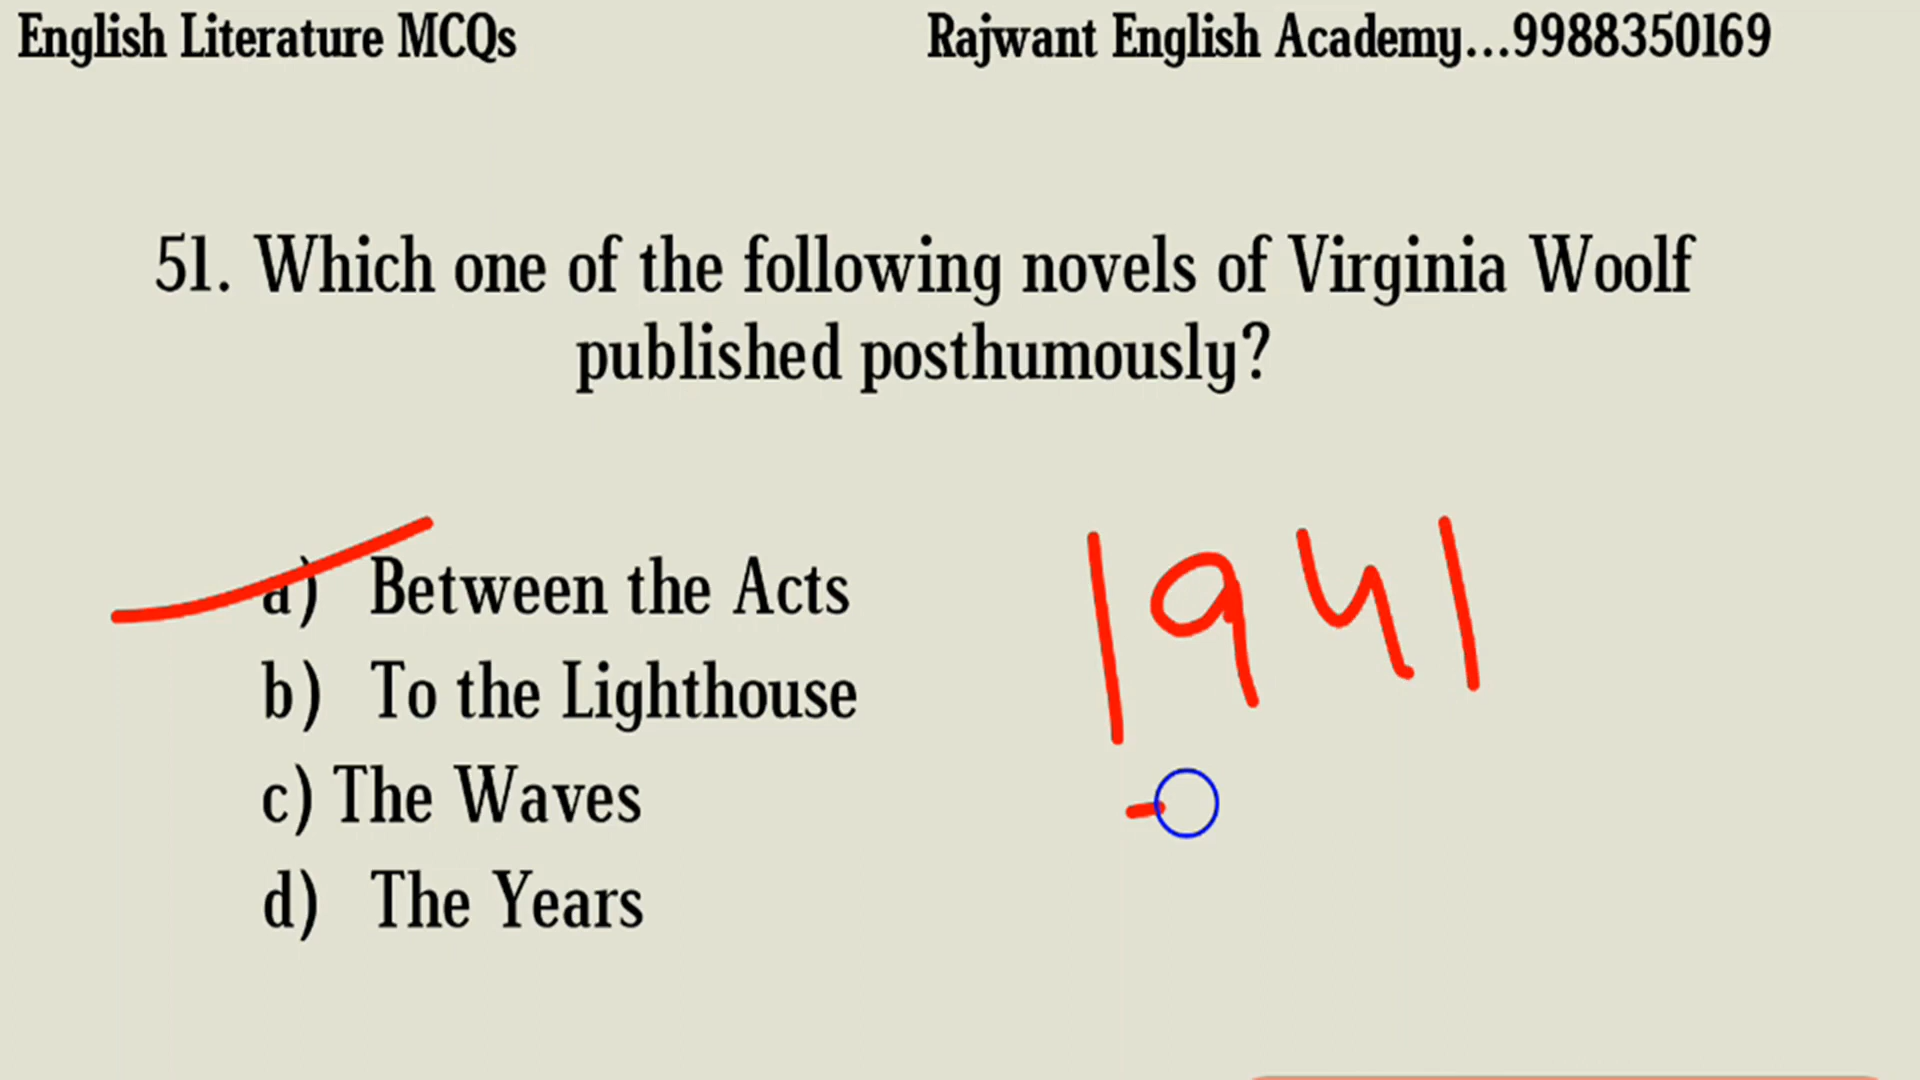 English Literature MCQs Rajwant English Academy...9988350169
51. Which one of the following novels of Virginia Woolf
published posthumously?
a) Between the Acts
1941
b) To the Lighthouse
c) The Waves
d) The Years